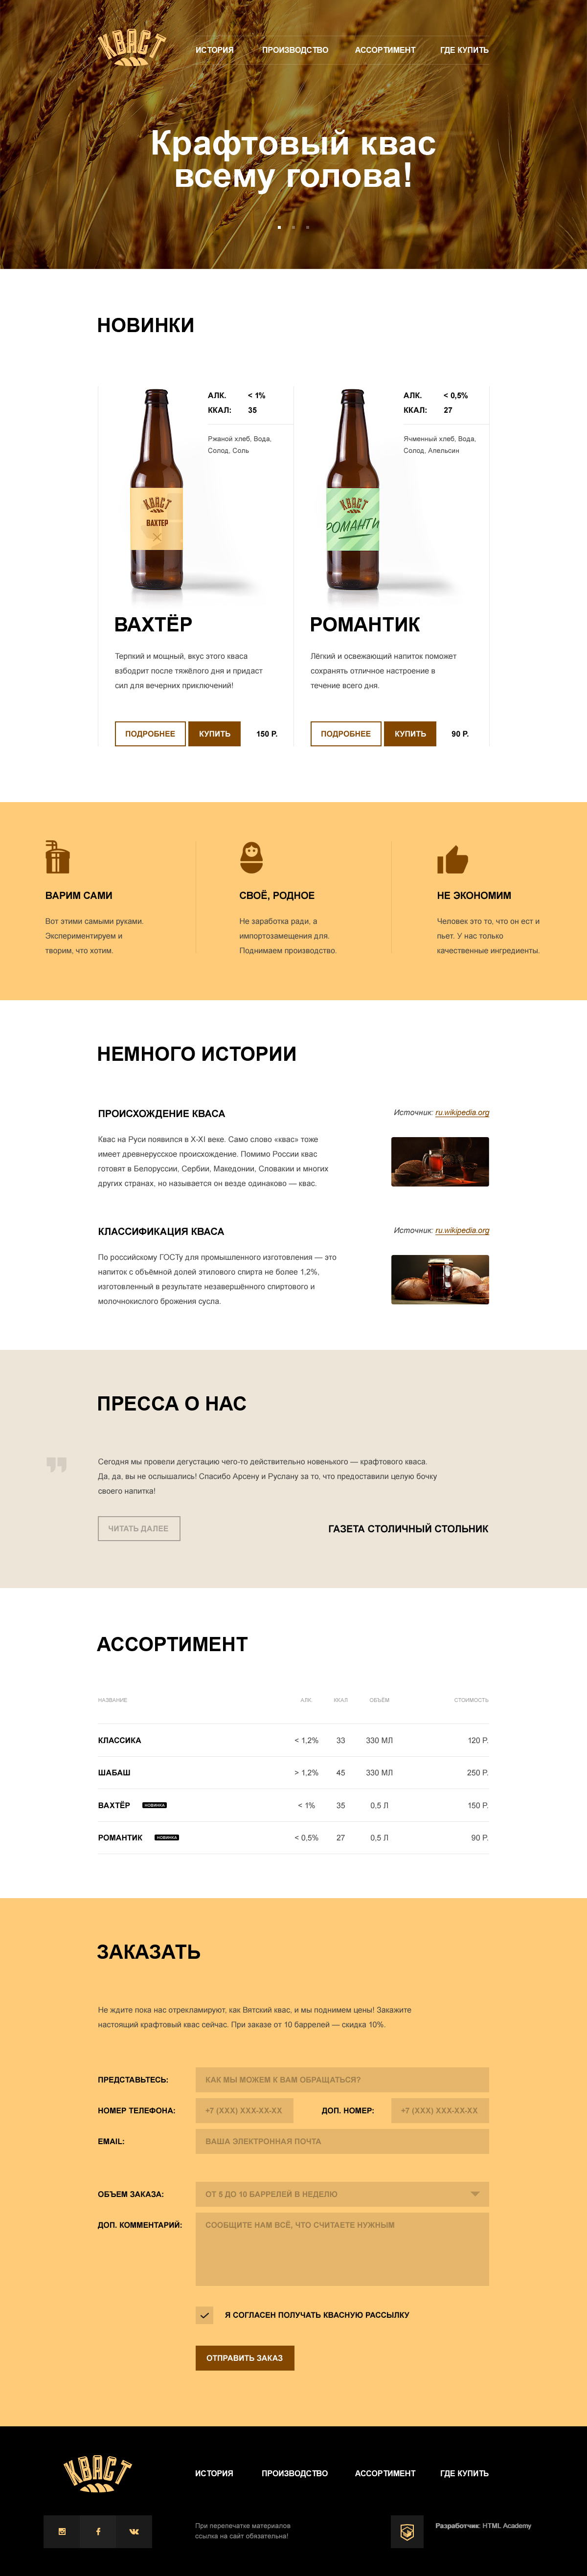 КВАСТ
ИСТОРИЯ ПРОИЗВОДСТВО АССОРТИМЕНТ ГДЕ КУПИТЬ
Крафтовый квас
всему голова!
НОВИНКИ
АЛК. < 1%
ККАЛ: 35
Ржаной хлеб, Вода,
Солод, Соль
КВАСТ
ВАХТЕР
ВАХТЁР
Терпкий и мощный, вкус этого кваса
взбодрит после тяжёлого дня и придаст
сил для вечерних приключений!
ПОДРОБНЕЕ КУПИТЬ 150 Р.
АЛК. < 0,5%
ККАЛ: 27
Ячменный хлеб, Вода,
Солод, Апельсин
КВАСТ
РОМАНТИ
РОМАНТИК
Лёгкий и освежающий напиток поможет
сохранять отличное настроение в
течение всего дня.
ПОДРОБНЕЕ КУПИТЬ 90 Р.
ВАРИМ САМИ
Вот этими самыми руками.
Экспериментируем и
творим, что хотим.
СВОЁ, РОДНОЕ
Не заработка ради, а
импортозамещения для.
Поднимаем производство.
НЕ ЭКОНОМИМ
Человек это то, что он ест и
пьет. У нас только
качественные ингредиенты.
НЕМНОГО ИСТОРИИ
ПРОИСХОЖДЕНИЕ КВАСА
Источник: ru.wikipedia.org
Квас на Руси появился в X-XI веке. Само слово «квас» тоже
имеет древнерусское происхождение. Помимо России квас
готовят в Белоруссии, Сербии, Македонии, Словакии и многих
других странах, но называется он везде одинаково — квас.
КЛАССИФИКАЦИЯ КВАСА
Источник: ru.wikipedia.org
По российскому ГОСТу для промышленного изготовления — это
напиток с объёмной долей этилового спирта не более 1,2%,
изготовленный в результате незавершённого спиртового и
молочнокислого брожения сусла.
ПРЕССА О НАС
Сегодня мы провели дегустацию чего-то действительно новенького — крафтового кваса.
Да, да, вы не ослышались! Спасибо Арсену и Руслану за то, что предоставили целую бочку
своего напитка!
ЧИТАТЬ ДАЛЕЕ
ГАЗЕТА СТОЛИЧНЫЙ СТОЛЬНИК
АССОРТИМЕНТ
НАЗВАНИЕ АЛК ККАЛ ОБЪЁМ СТОИМОСТЬ
КЛАССИКА < 1,2% 33 330 МЛ 120 Р.
ШАБАШ > 1,2% 45 330 МЛ 250 Р.
ВАХТЁР НОВИНКА < 1% 35 0,5 Л 150 Р.
РОМАНТИК НОВИНКА < 0,5% 27 0,5 Л 90 Р.
ЗАКАЗАТЬ
Не ждите пока нас отрекламируют, как Вятский квас, и мы поднимем цены! Закажите
настоящий крафтовый квас сейчас. При заказе от 10 баррелей — скидка 10%.
ПРЕДСТАВЬТЕСЬ: КАК МЫ МОЖЕМ К ВАМ ОБРАЩАТЬСЯ?
НОМЕР ТЕЛЕФОНА: +7 (XXX) XXX-XX-XX ДОП. НОМЕР: +7 (XXX) XXX-XX-XX
EMAIL: ВАША ЭЛЕКТРОННАЯ ПОЧТА
ОБЪЕМ ЗАКАЗА: ОТ 5 ДО 10 БАРРЕЛЕЙ В НЕДЕЛЮ
ДОП. КОММЕНТАРИЙ: СООБЩИТЕ НАМ ВСЁ, ЧТО СЧИТАЕТЕ НУЖНЫМ
Я СОГЛАСЕН ПОЛУЧАТЬ КВАСНУЮ РАССЫЛКУ
ОТПРАВИТЬ ЗАКАЗ
КВАСТ
ИСТОРИЯ ПРОИЗВОДСТВО АССОРТИМЕНТ ГДЕ КУПИТЬ
При перепечатке материалов
ссылка на сайт обязательна!
Разработчик: HTML Academy